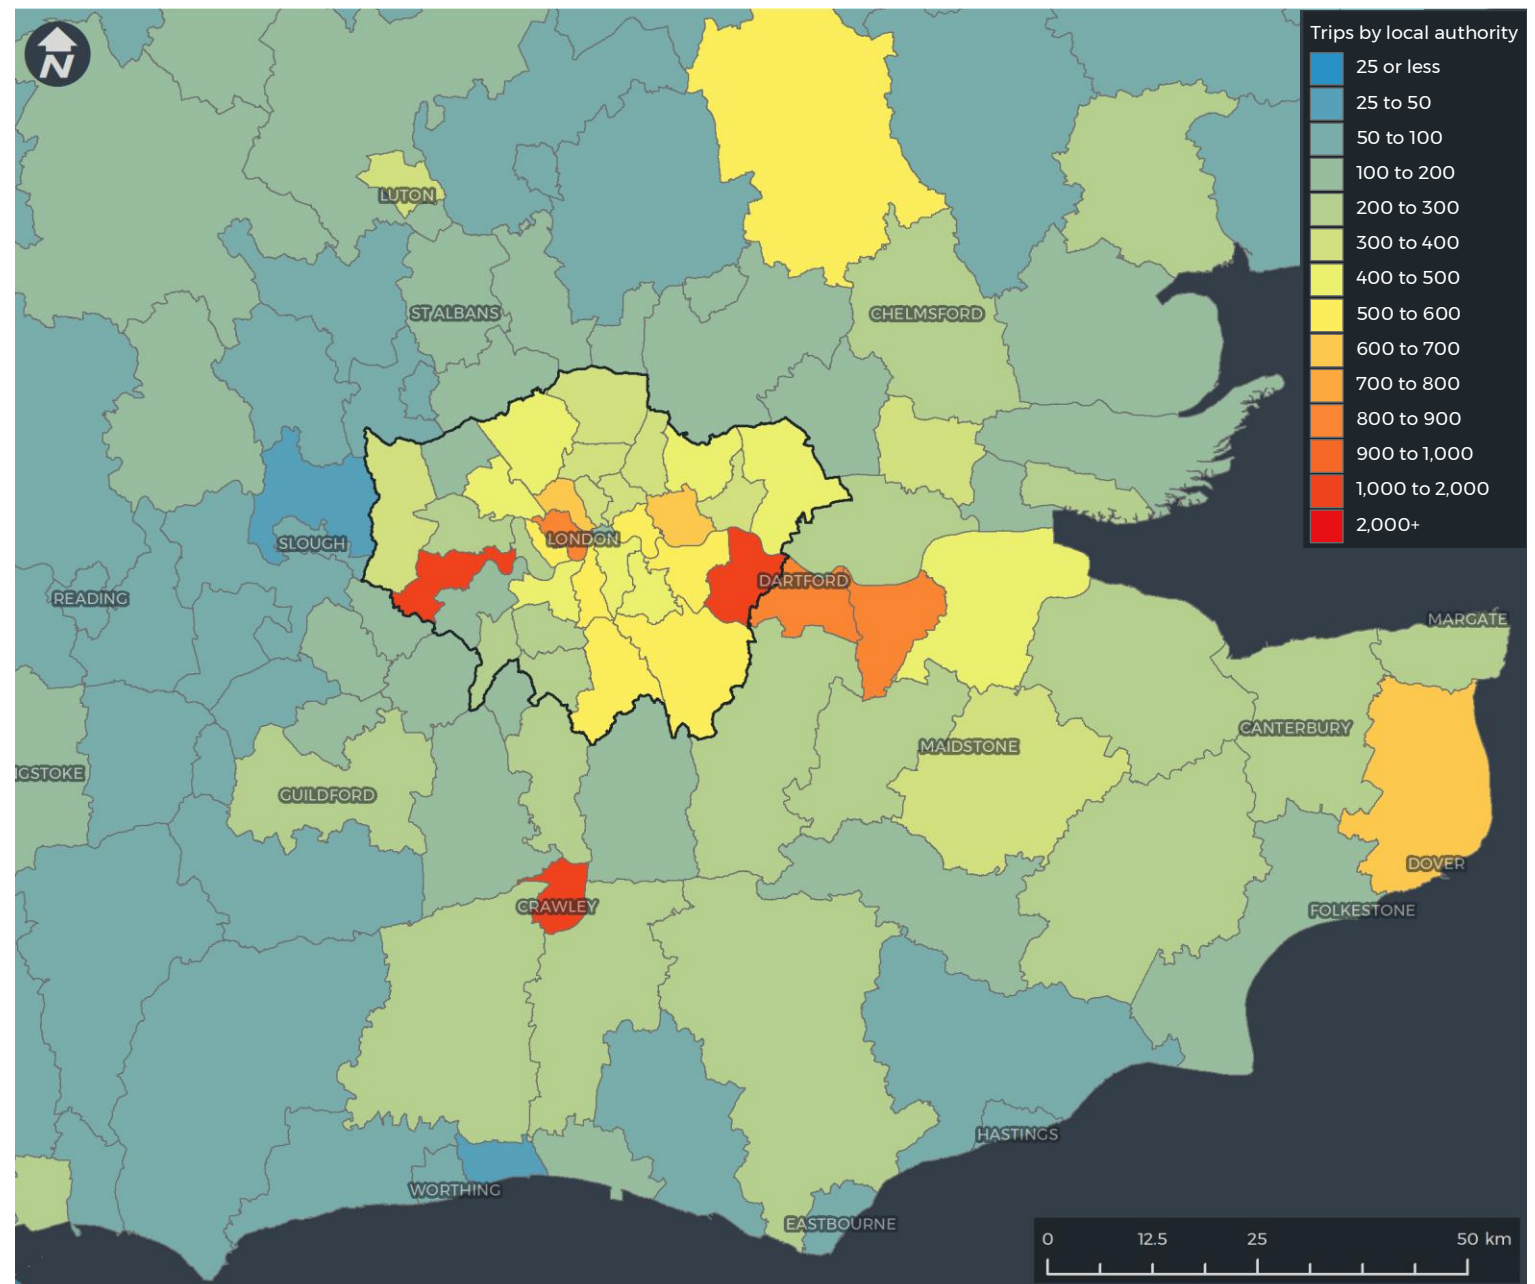 N
Trips by local authority
25 or less
25 to 50
50 to 100
100 to 200
200 to 300
300 to 400
400 to 500
500 to 600
600 to 700
700 to 800
800 to 900
900 to 1,000
1,000 to 2,000
2,000+
LUTON
ST ALBANS
CHELMSFORD
SLOUGH
LONDON
READING
DARTFORD
MARGATE
GSTOKE
GUILDFORD
MAIDSTONE
CANTERBURY
DOVER
CRAWLEY
FOLKESTONE
HASTINGS
WORTHING
EASTBOURNE
0 12.5 25 50 km